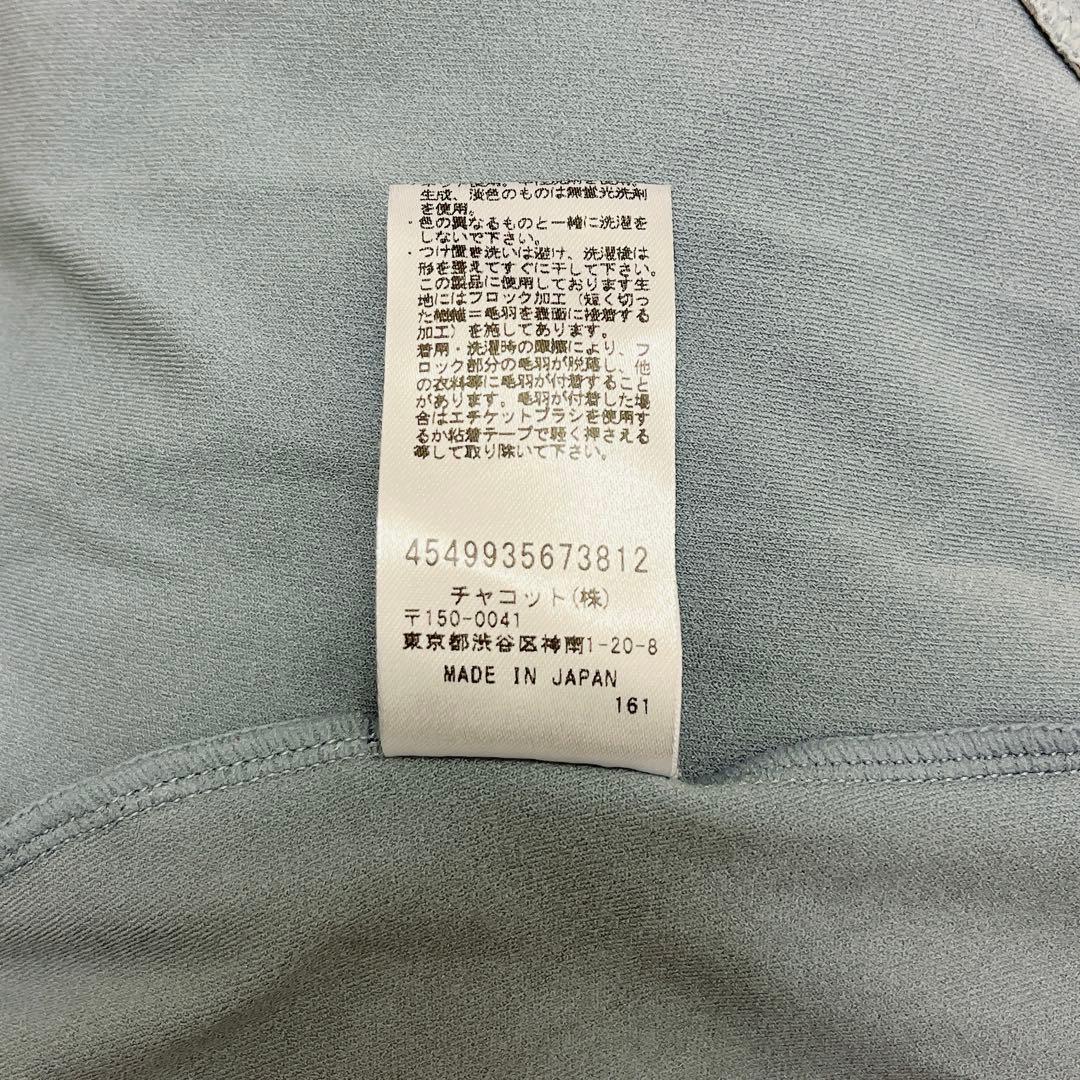 生成、淡色のものは無蛍光洗剤
を使用。
・色の異なるものと一緒に洗濯を
しないで下さい。
・つけ置き洗いは避け、洗濯後は
形を整えてすぐに干して下さい。
この製品に使用しております生
地にはフロック加工(短く切っ
た繊維=毛羽を表面に接着する
加工)を施してあります。
着用・洗濯時の摩擦により、フ
ロック部分の毛羽が脱落し、他
の衣料等に毛羽が付着すること
があります。毛羽が付着した場
合はエチケットブラシを使用す
るか粘着テープで軽く押さえる
等して取り除いて下さい。
4549935673812
チャコット(株)
〒150-0041
東京都渋谷区神南1-20-8
MADE IN JAPAN
161